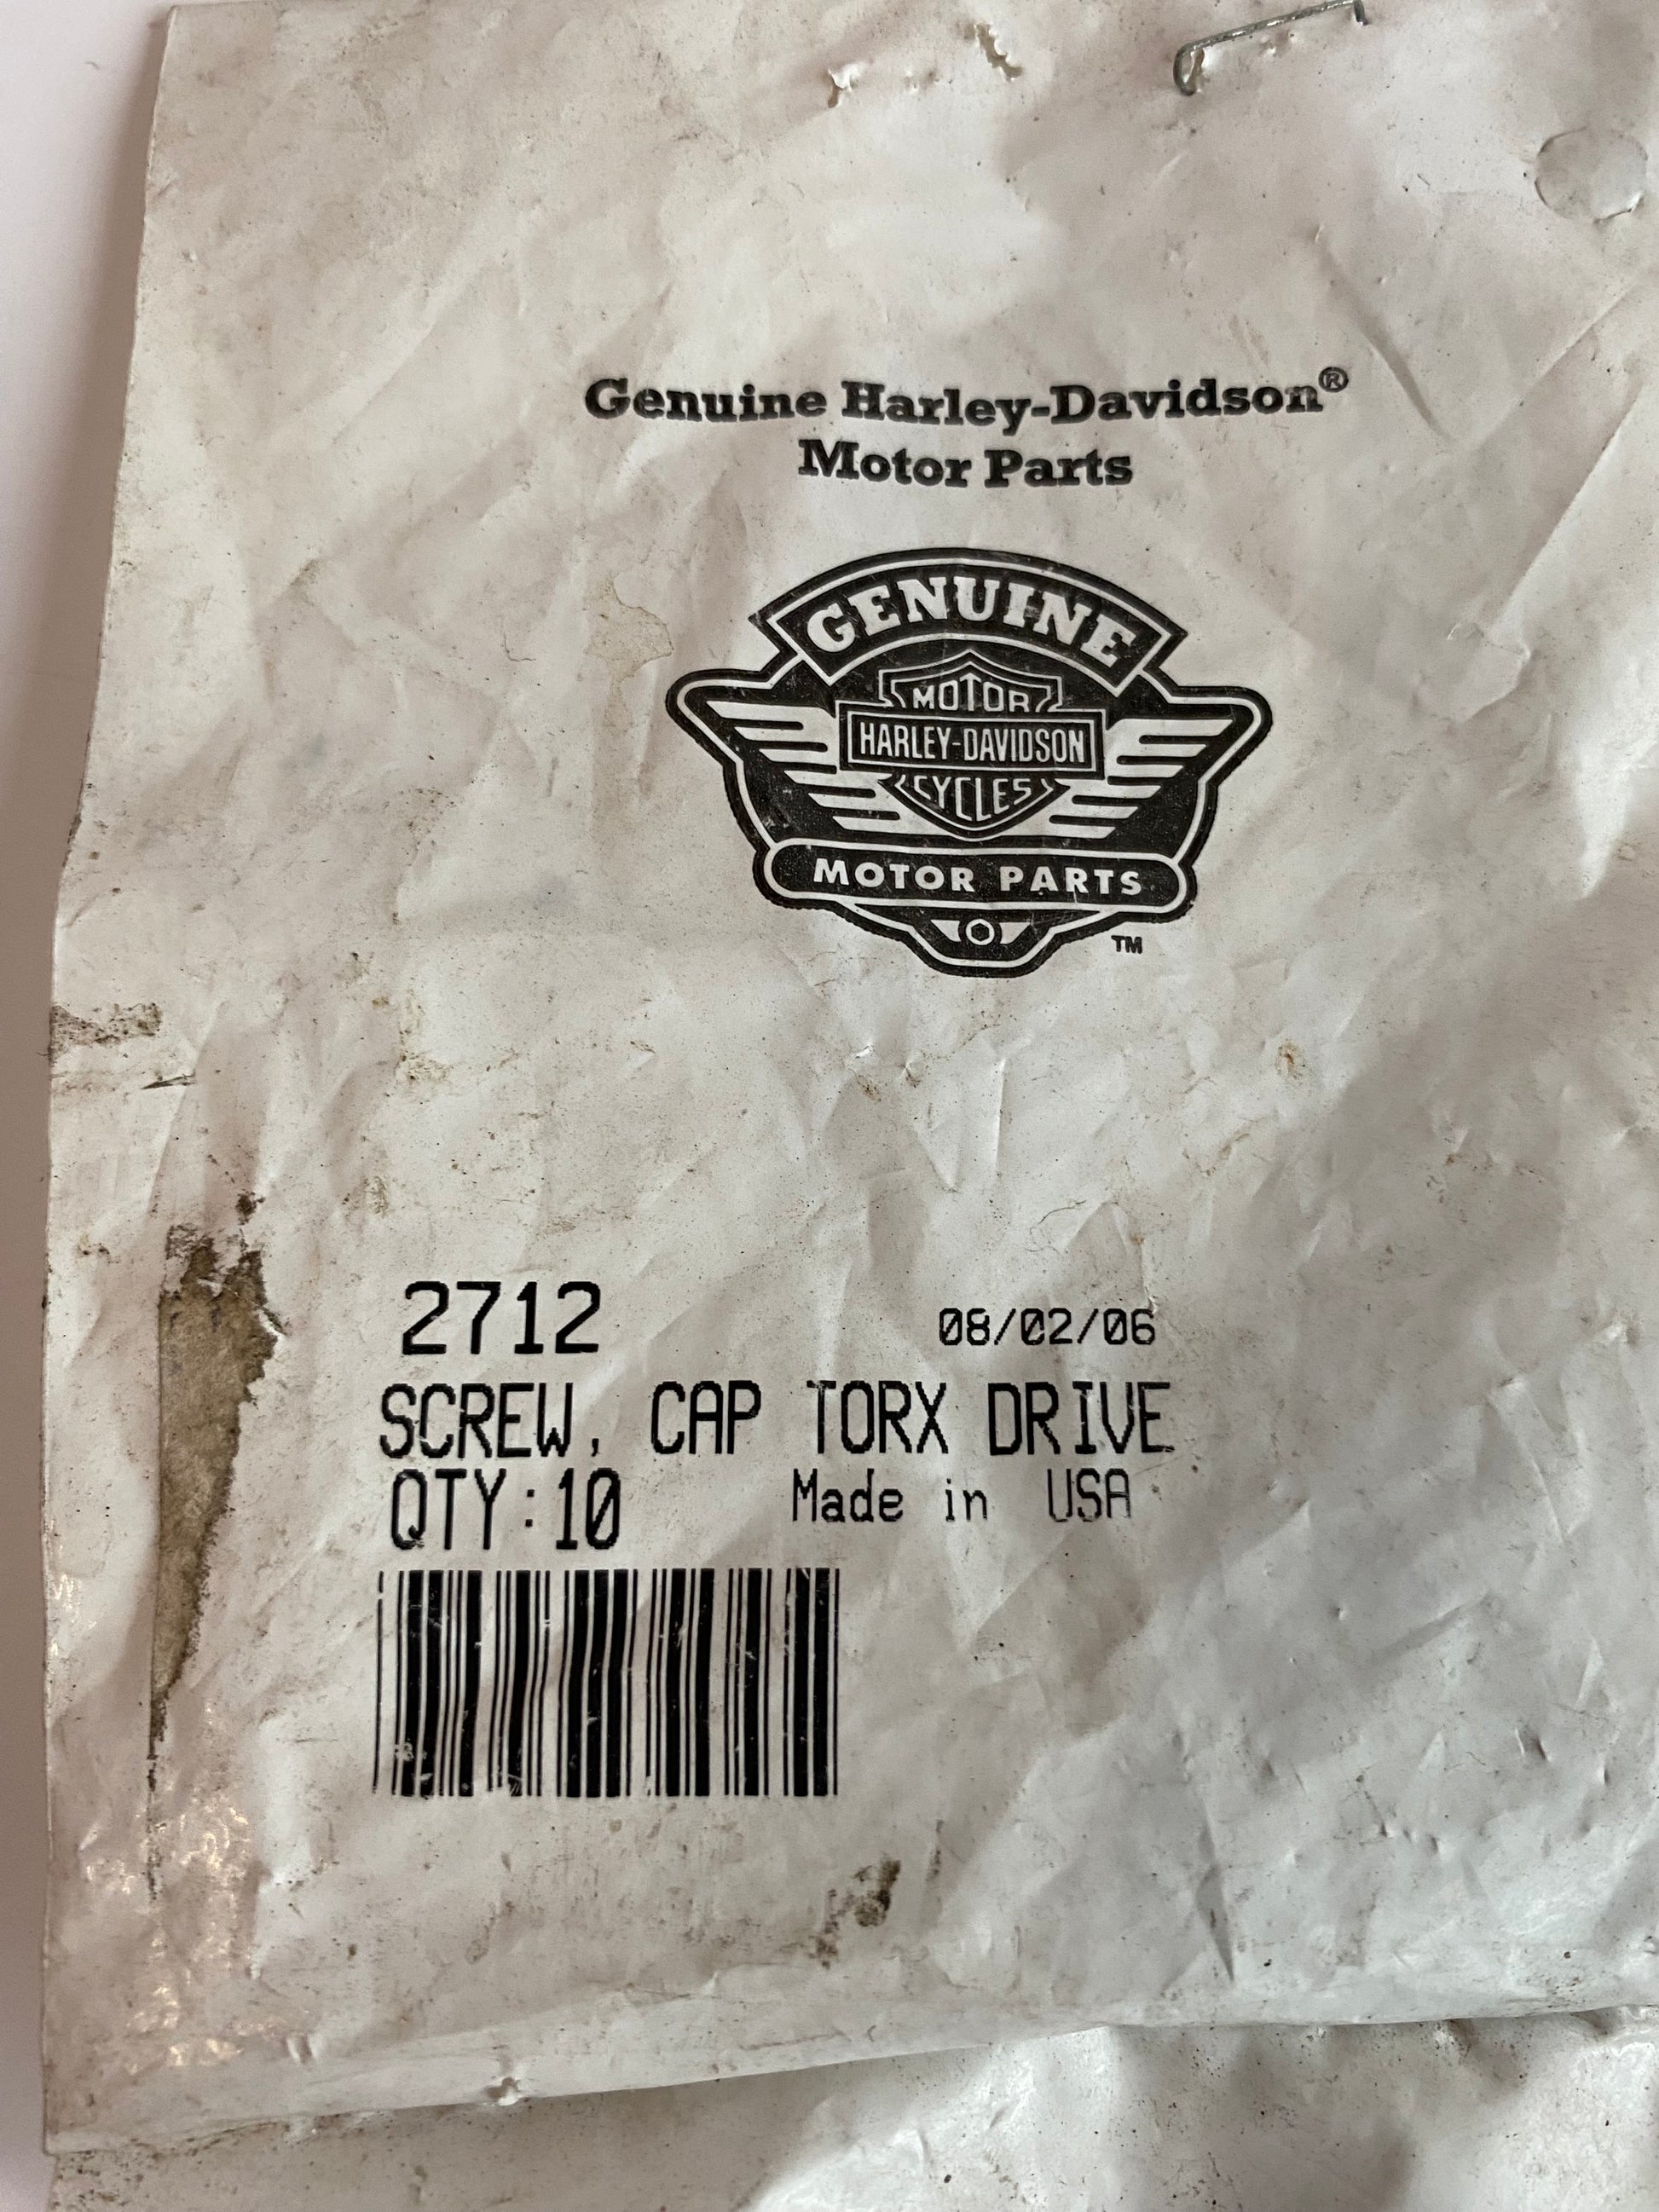 Genuine Harley-Davidson®
Motor Parts
GENUINE
MOTOR
HARLEY-DAVIDSON
CYCLES
MOTOR PARTS
TM
2712 08/02/06
SCREW, CAP TORX DRIVE
QTY:10 Made in USA